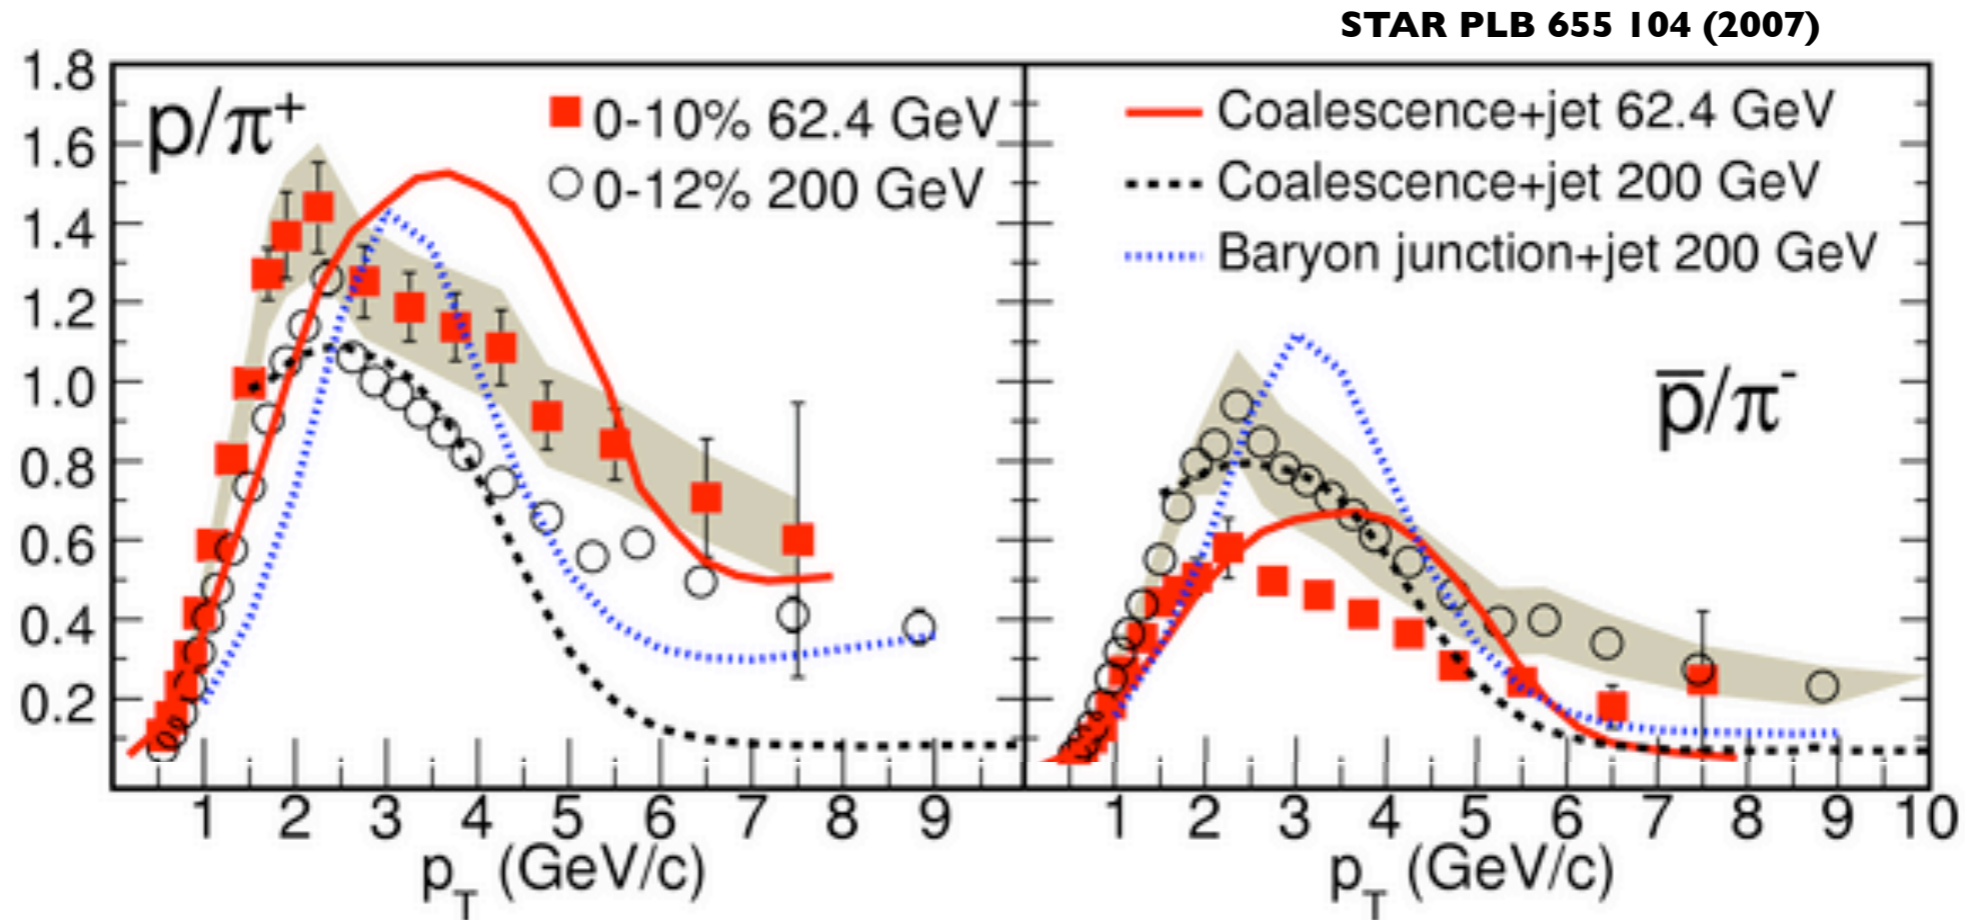 STAR PLB 655 104 (2007)
1.8
1.6
1.4
1.2
1.0
0.8
0.6
0.4
0.2
p/π⁺
0-10% 62.4 GeV
0-12% 200 GeV
Coalescence+jet 62.4 GeV
Coalescence+jet 200 GeV
Baryon junction+jet 200 GeV
p̅/π⁻
1 2 3 4 5 6 7 8 9
1 2 3 4 5 6 7 8 9 10
p_T (GeV/c)
p_T (GeV/c)